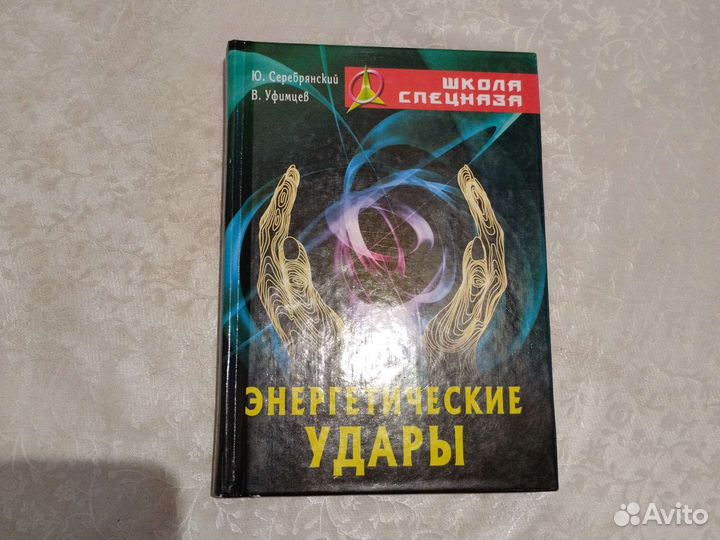 Ю. Серебрянский
В. Уфимцев
ШКОЛА
СПЕЦНАЗА
ЭНЕРГЕТИЧЕСКИЕ
УДАРЫ
Avito